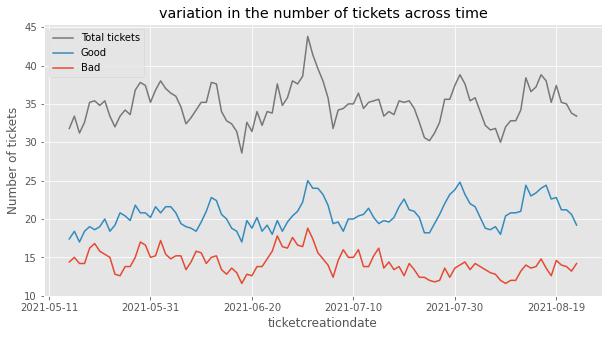 variation in the number of tickets across time
Total tickets
Good
Bad
Number of tickets
45
40
35
30
25
20
15
10
2021-05-11
2021-05-31
2021-06-20
2021-07-10
2021-07-30
2021-08-19
ticketcreationdate